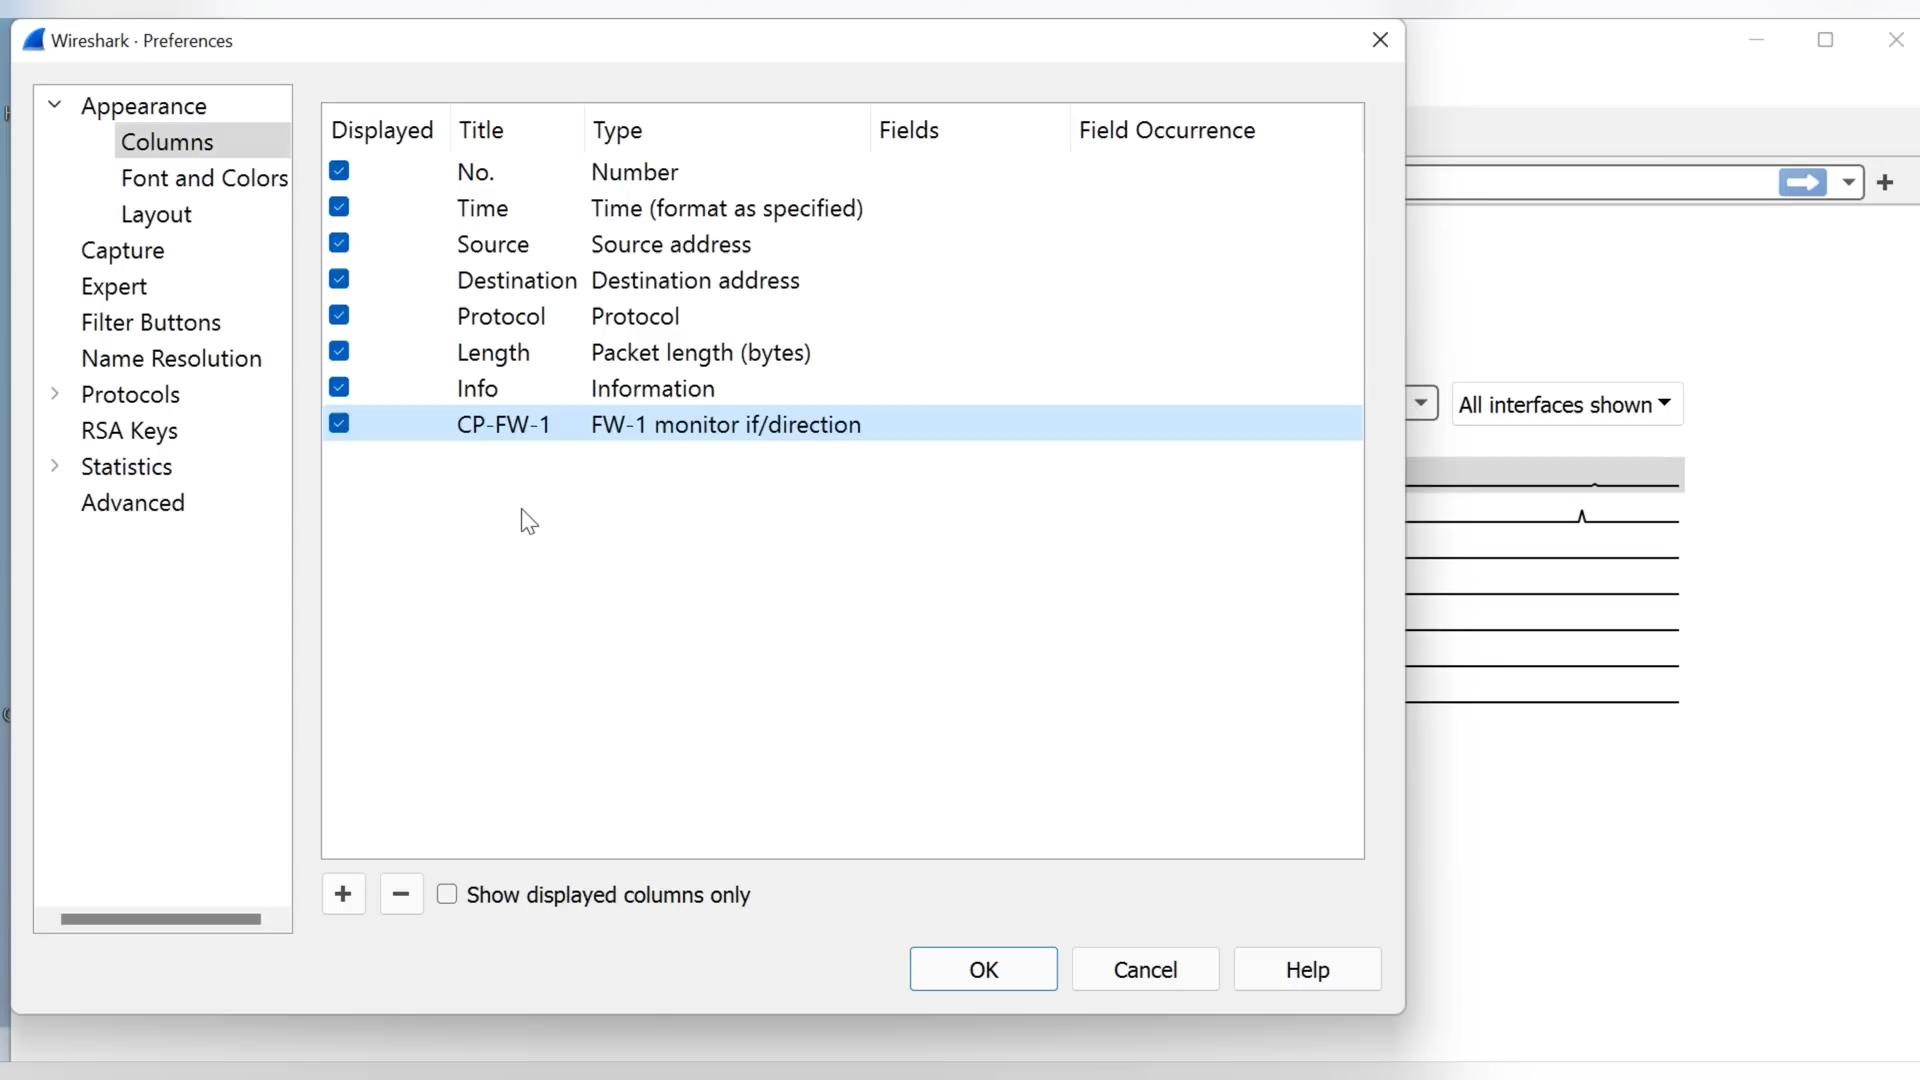 Wireshark · Preferences
Appearance
Columns
Font and Colors
Layout
Capture
Expert
Filter Buttons
Name Resolution
Protocols
RSA Keys
Statistics
Advanced
Displayed Title Type Fields Field Occurrence
No. Number
Time Time (format as specified)
Source Source address
Destination Destination address
Protocol Protocol
Length Packet length (bytes)
Info Information
CP-FW-1 FW-1 monitor if/direction
Show displayed columns only
OK Cancel Help
All interfaces shown